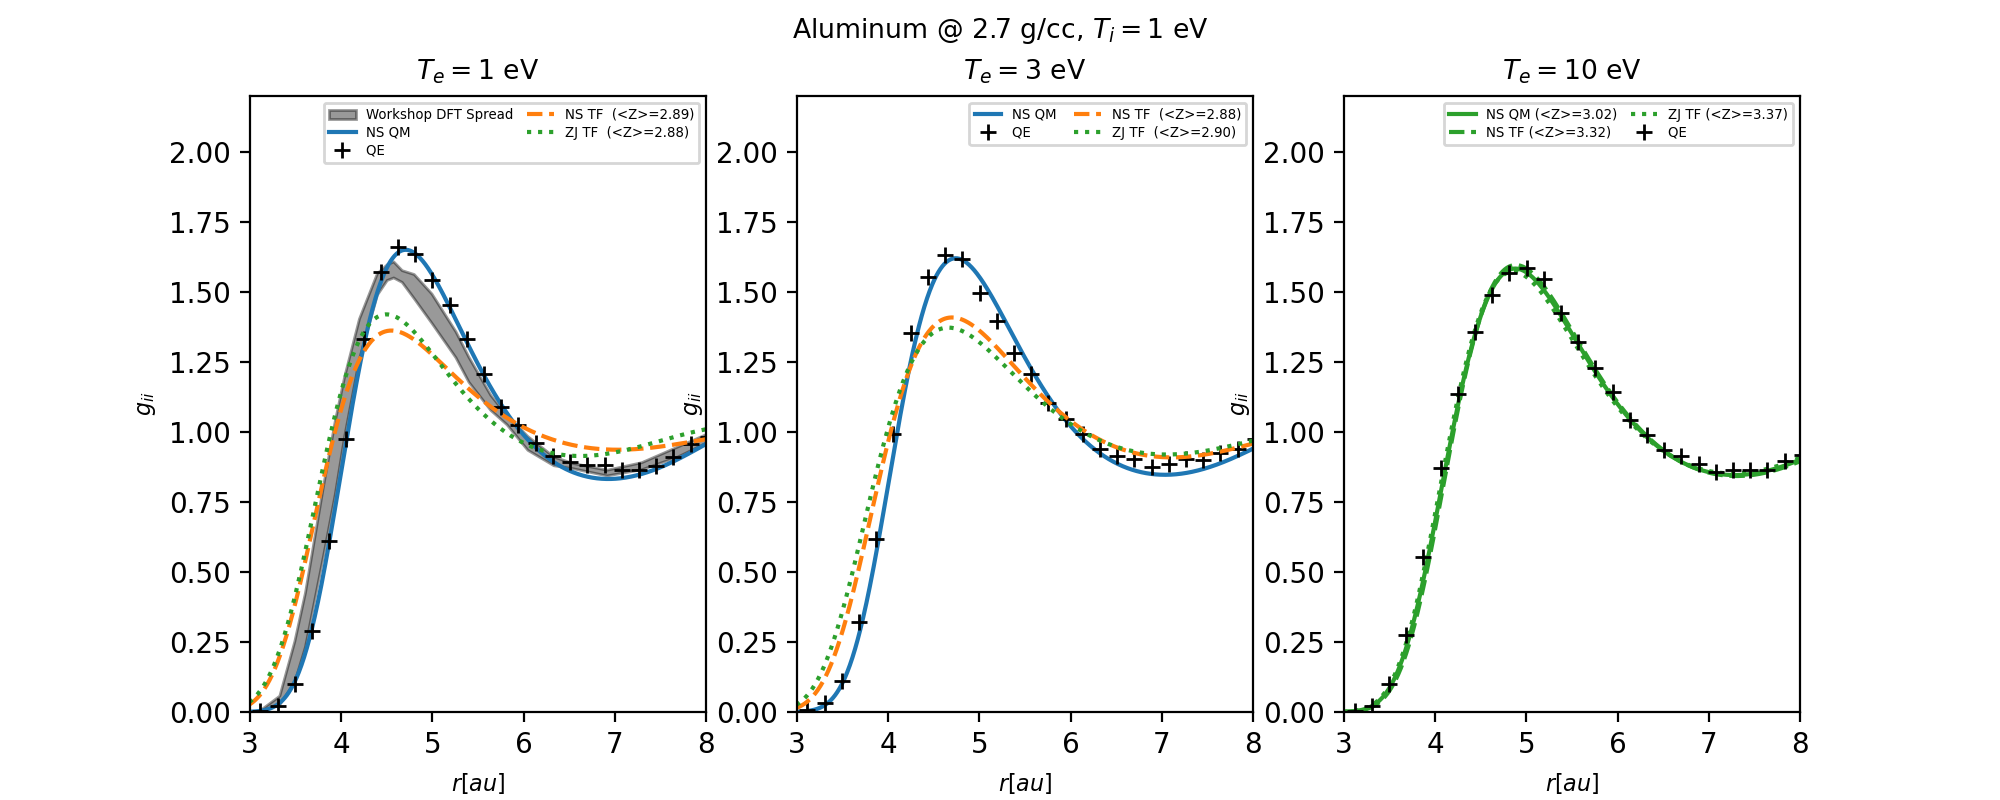 Aluminum @ 2.7 g/cc, T_i = 1 eV
T_e = 1 eV
Workshop DFT Spread
NS QM
QE
NS TF (<Z>=2.89)
ZJ TF (<Z>=2.88)
2.00
1.75
1.50
1.25
1.00
0.75
0.50
0.25
0.00
g_ii
3 4 5 6 7 8
r[au]
T_e = 3 eV
NS QM
QE
NS TF (<Z>=2.88)
ZJ TF (<Z>=2.90)
2.00
1.75
1.50
1.25
1.00
0.75
0.50
0.25
0.00
g_ii
3 4 5 6 7 8
r[au]
T_e = 10 eV
NS QM (<Z>=3.02)
NS TF (<Z>=3.32)
ZJ TF (<Z>=3.37)
QE
2.00
1.75
1.50
1.25
1.00
0.75
0.50
0.25
0.00
g_ii
3 4 5 6 7 8
r[au]